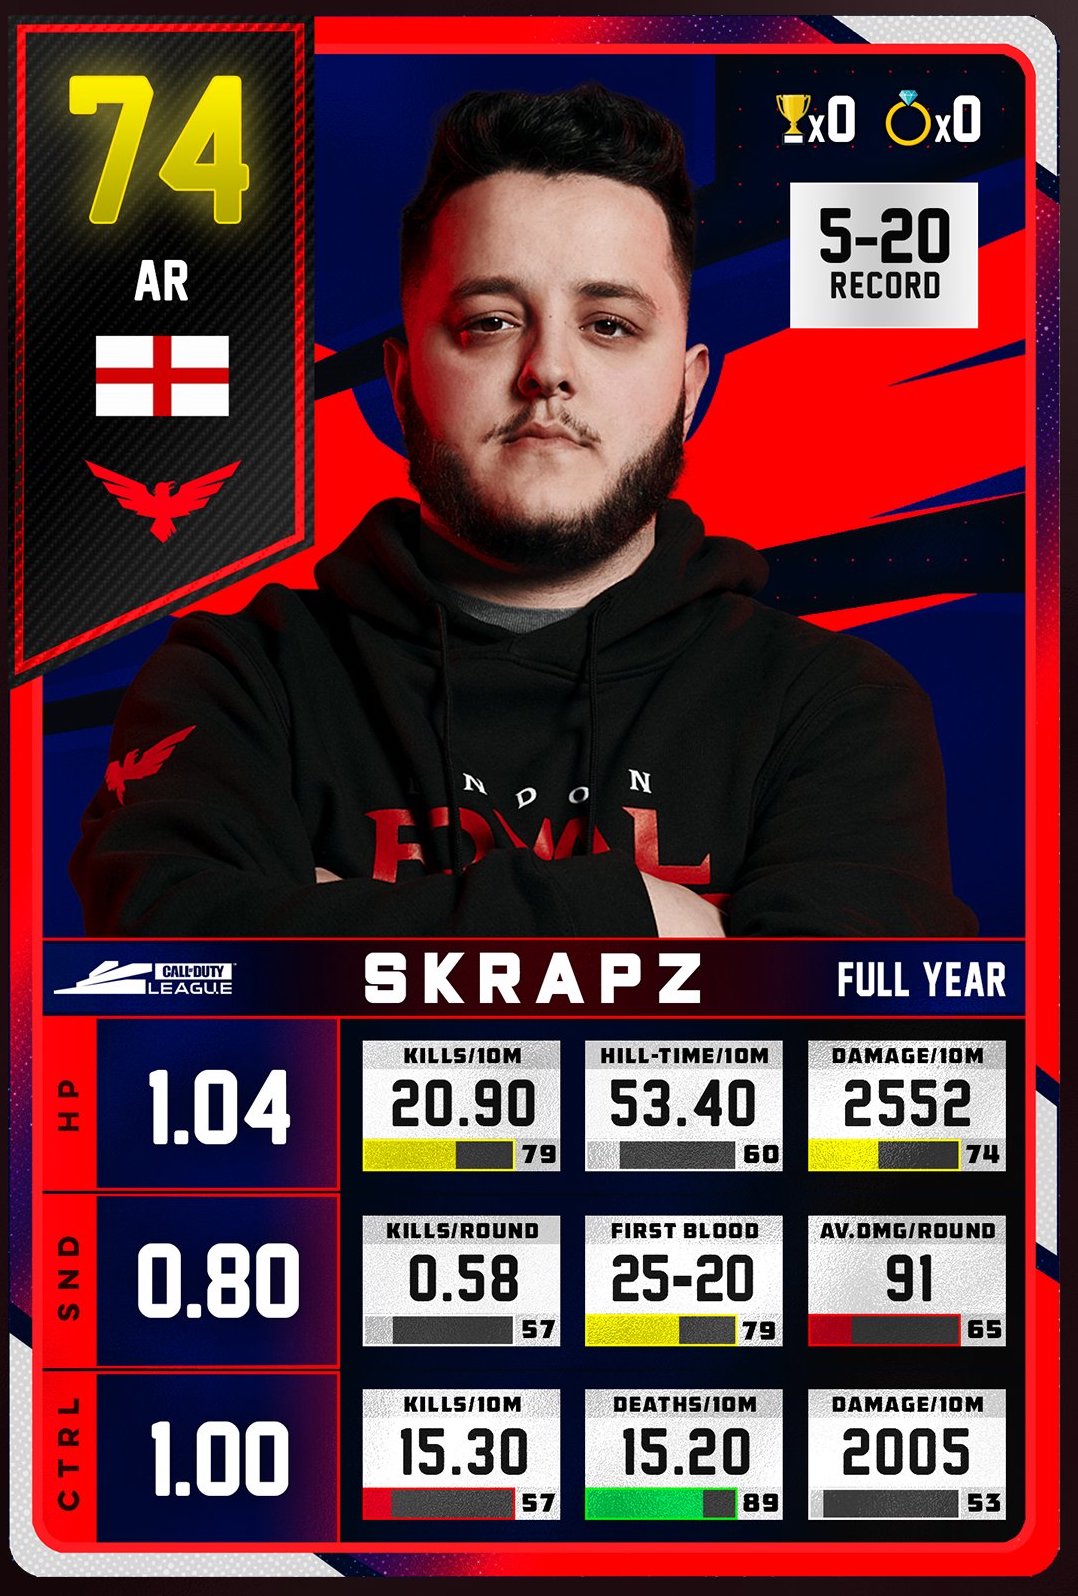 74
AR
x0 x0
5-20
RECORD
NDON
ROYAL
CALL OF DUTY
LEAGUE
SKRAPZ
FULL YEAR
HP
1.04
KILLS/10M
20.90
79
HILL-TIME/10M
53.40
60
DAMAGE/10M
2552
74
SND
0.80
KILLS/ROUND
0.58
57
FIRST BLOOD
25-20
79
AV.DMG/ROUND
91
65
CTRL
1.00
KILLS/10M
15.30
57
DEATHS/10M
15.20
89
DAMAGE/10M
2005
53